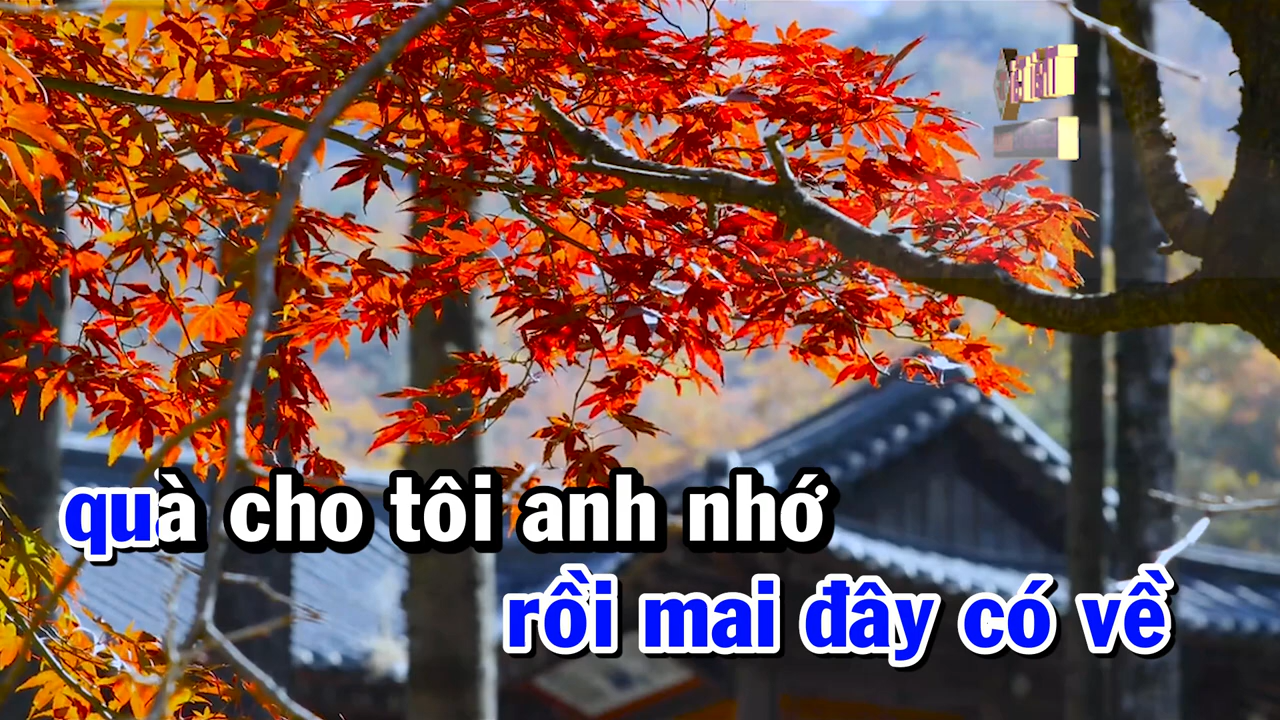 quà cho tôi anh nhớ
rồi mai đây có về